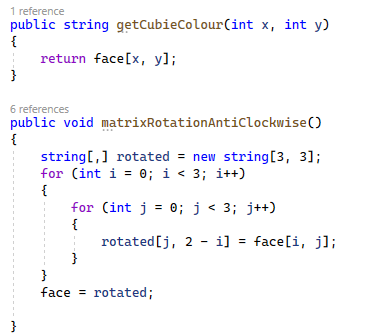 1 reference
public string getCubieColour(int x, int y)
{
    return face[x, y];
}
6 references
public void matrixRotationAntiClockwise()
{
    string[,] rotated = new string[3, 3];
    for (int i = 0; i < 3; i++)
    {
        for (int j = 0; j < 3; j++)
        {
            rotated[j, 2 - i] = face[i, j];
        }
    }
    face = rotated;
}